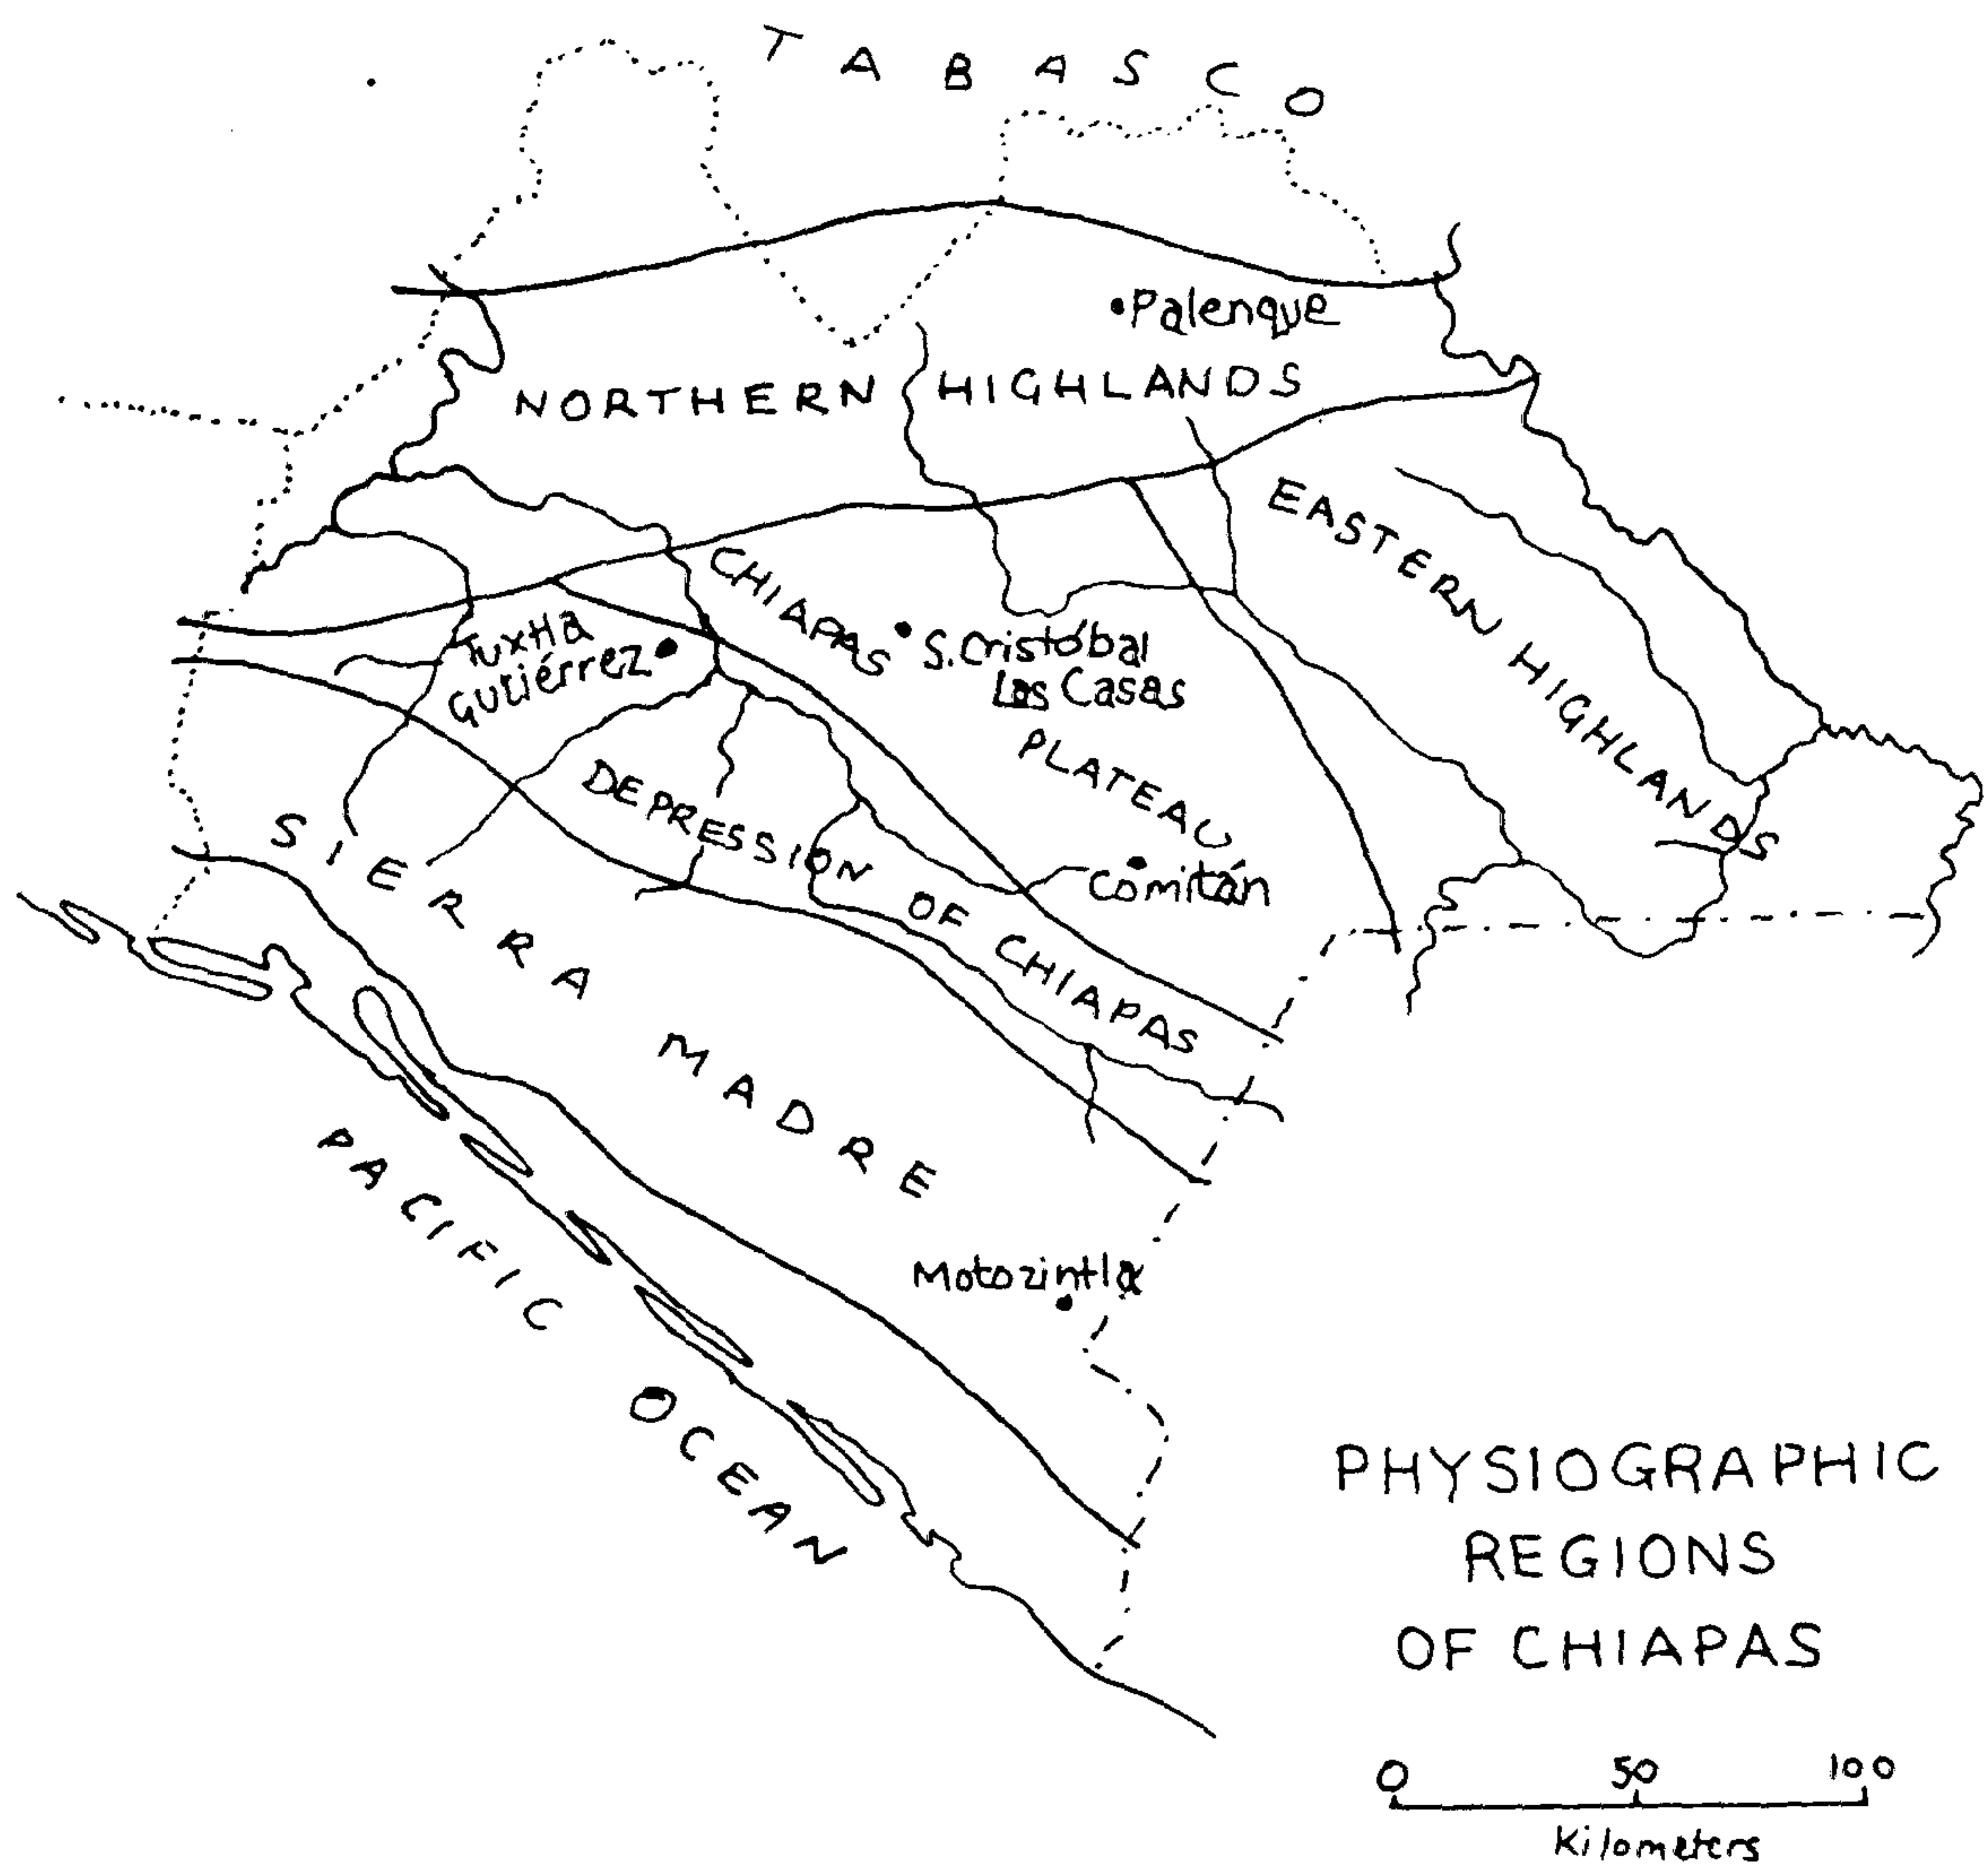 TABASCO
Palenque
NORTHERN HIGHLANDS
EASTERN HIGHLANDS
CHIAPAS
PLATEAU
Tuxtla
Gutiérrez
S. Cristóbal
Las Casas
DEPRESSION OF CHIAPAS
Comitán
SIERRA MADRE
Motozintla
PACIFIC OCEAN
PHYSIOGRAPHIC
REGIONS
OF CHIAPAS
0 50 100
Kilometers